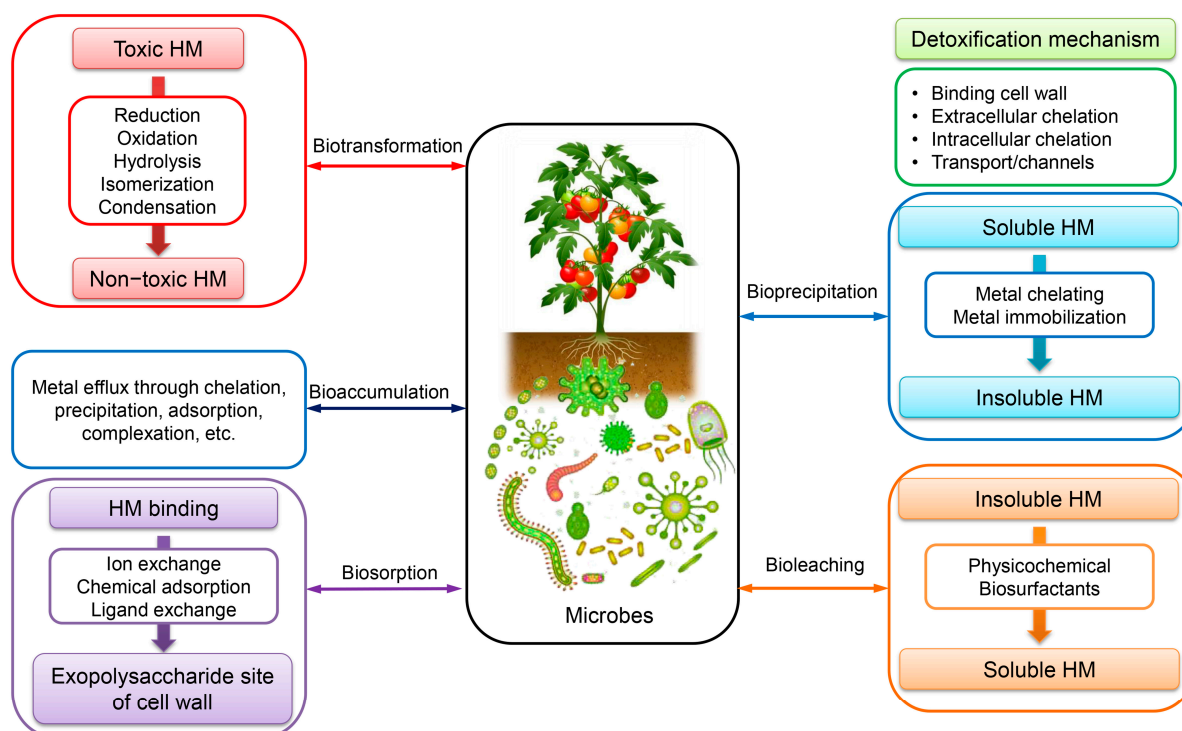 Toxic HM
Reduction
Oxidation
Hydrolysis
Isomerization
Condensation
Non−toxic HM
Biotransformation
Metal efflux through chelation,
precipitation, adsorption,
complexation, etc.
Bioaccumulation
HM binding
Ion exchange
Chemical adsorption
Ligand exchange
Exopolysaccharide site
of cell wall
Biosorption
Microbes
Detoxification mechanism
• Binding cell wall
• Extracellular chelation
• Intracellular chelation
• Transport/channels
Bioprecipitation
Soluble HM
Metal chelating
Metal immobilization
Insoluble HM
Bioleaching
Insoluble HM
Physicochemical
Biosurfactants
Soluble HM